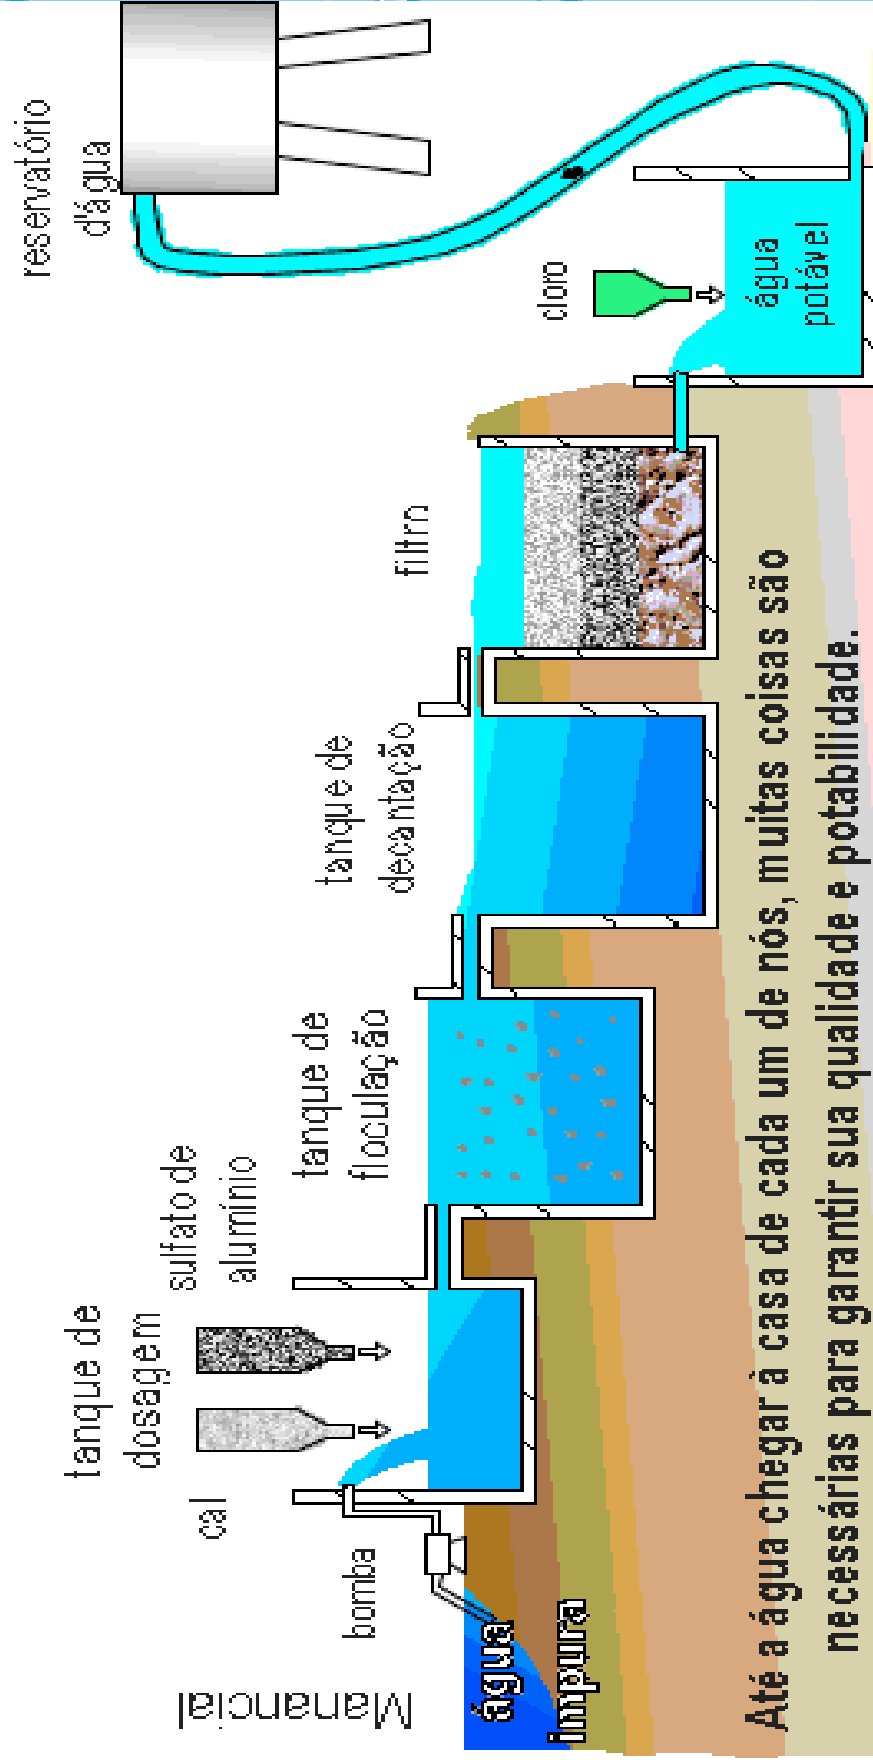 Manancial
água
impura
bomba
cal
tanque de
dosagem
sulfato de
alumínio
tanque de
floculação
tanque de
decantação
filtro
cloro
água
potável
reservatório
d'água
Até a água chegar à casa de cada um de nós, muitas coisas são
necessárias para garantir sua qualidade e potabilidade.